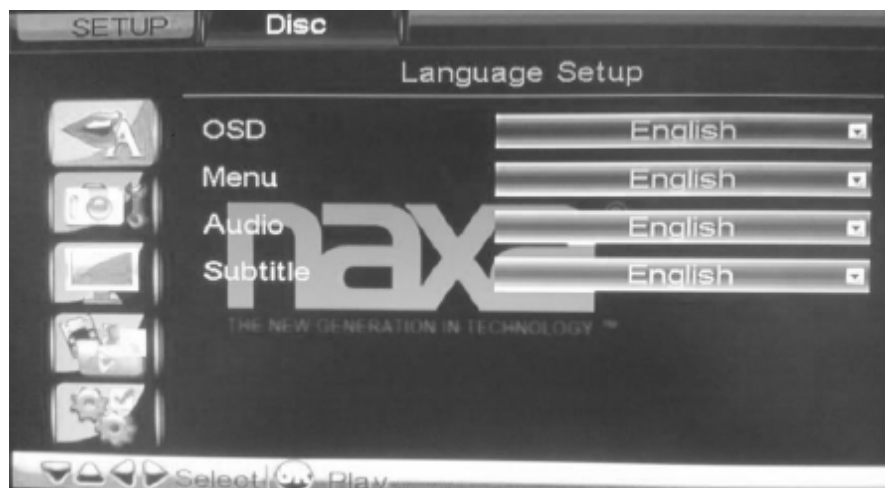 SETUP Disc
Language Setup
OSD English
Menu English
Audio English
Subtitle English
naxa ®
THE NEW GENERATION IN TECHNOLOGY ™
A
Select Play